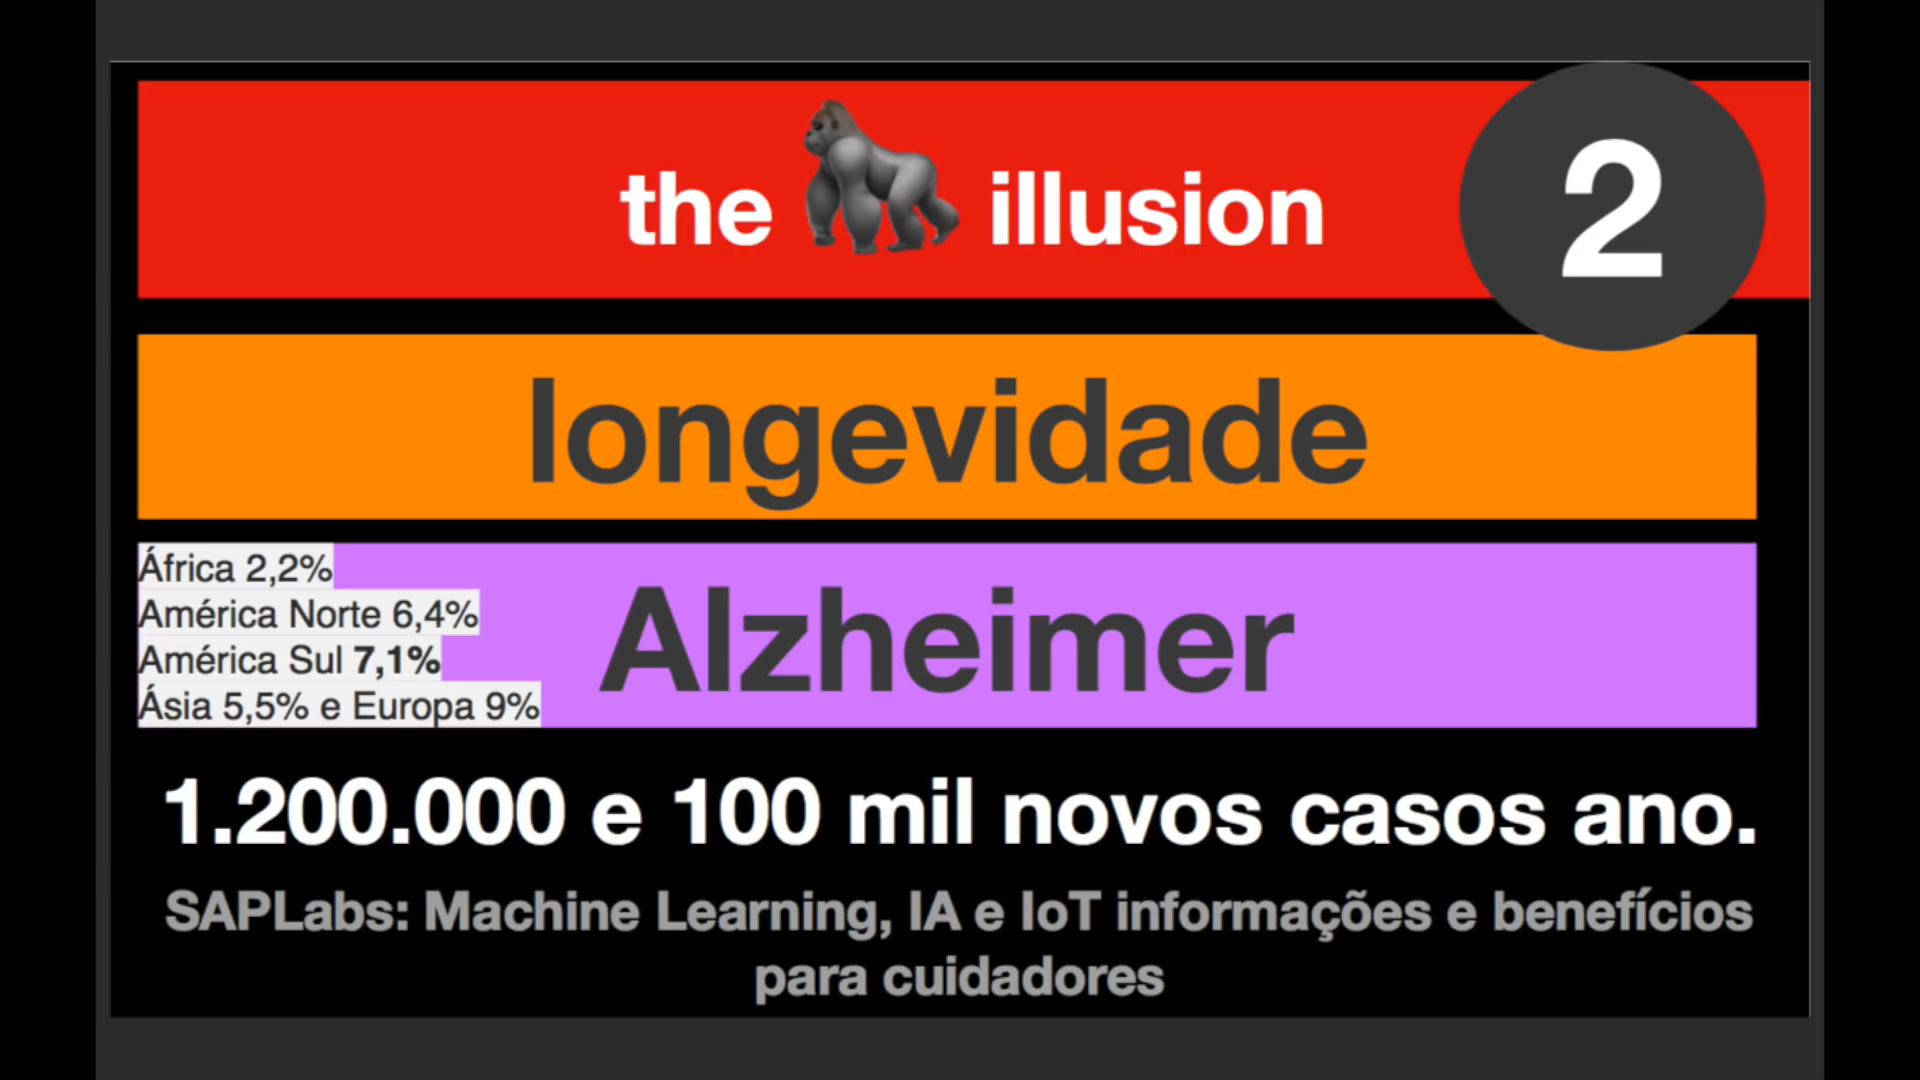 the 🦍 illusion
2
longevidade
África 2,2%
América Norte 6,4%
América Sul 7,1%
Ásia 5,5% e Europa 9%
Alzheimer
1.200.000 e 100 mil novos casos ano.
SAPLabs: Machine Learning, IA e IoT informações e benefícios
para cuidadores